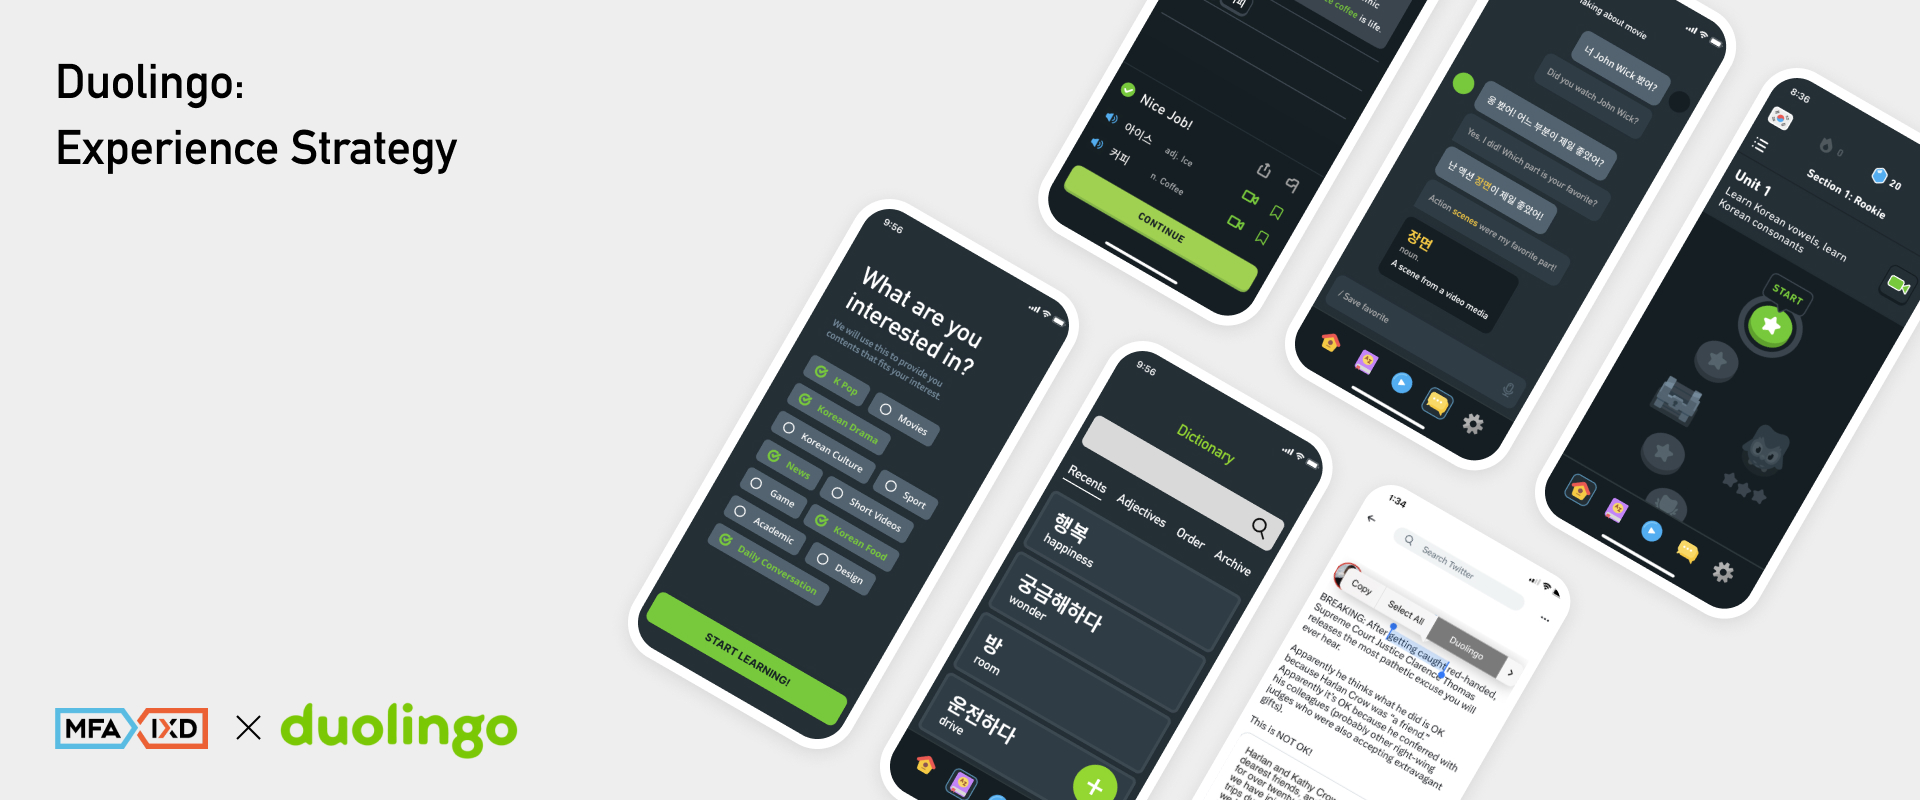 Duolingo:
Experience Strategy
MFA IXD × duolingo
9:56
What are you
interested in?
We will use this to provide you
contents that fits your interest.
K Pop
Movies
Korean Drama
Korean Culture
Sport
News
Short Videos
Game
Korean Food
Academic
Design
Daily Conversation
START LEARNING!
ice coffee is life.
Nice Job!
아이스
adj. Ice
커피
n. Coffee
CONTINUE
9:56
Dictionary
Recents
Adjectives
Order
Archive
행복
happiness
궁금해하다
wonder
방
room
운전하다
drive
Talking about movie
너 John Wick 봤어?
Did you watch John Wick?
응 봤어! 어느 부분이 제일 좋았어?
Yes, I did! Which part is your favorite?
난 액션 장면이 제일 좋았어!
Action scenes were my favorite part!
장면
noun.
A scene from a video media
/ Save favorite
1:34
Search Twitter
Copy
Select All
Duolingo
BREAKING: After getting caught red-handed,
Supreme Court Justice Clarence Thomas
releases the most pathetic excuse you will
ever hear.
Apparently he thinks what he did is OK
because Harlan Crow was "a friend."
Apparently it's OK because he conferred with
his colleagues (probably other right-wing
judges who were also accepting extravagant
gifts).
This is NOT OK!
Harlan and Kathy Crow
dearest friends, an
for over twenty
we have joi
trips du
8:36
0
20
Section 1: Rookie
Unit 1
Learn Korean vowels, learn
Korean consonants
START